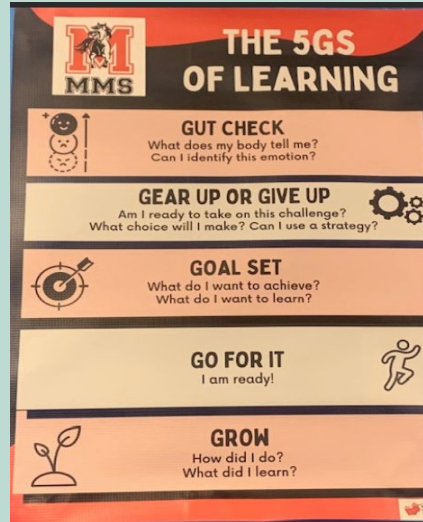 M
MMS
THE 5GS
OF LEARNING
GUT CHECK
What does my body tell me?
Can I identify this emotion?
GEAR UP OR GIVE UP
Am I ready to take on this challenge?
What choice will I make? Can I use a strategy?
GOAL SET
What do I want to achieve?
What do I want to learn?
GO FOR IT
I am ready!
GROW
How did I do?
What did I learn?